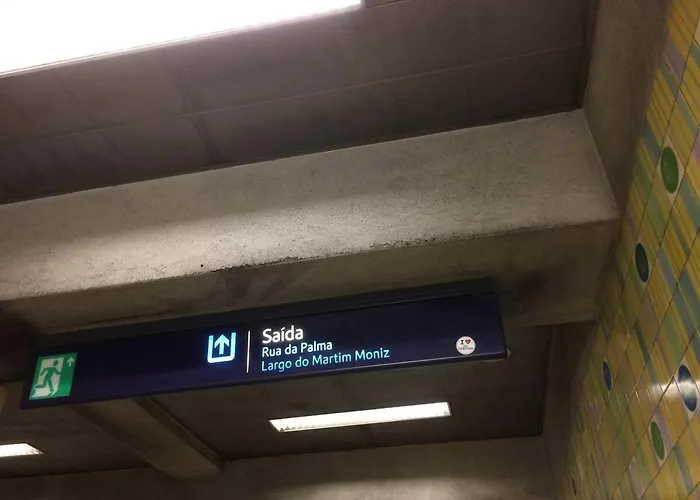 Saída
Rua da Palma
Largo do Martim Moniz
I ♥